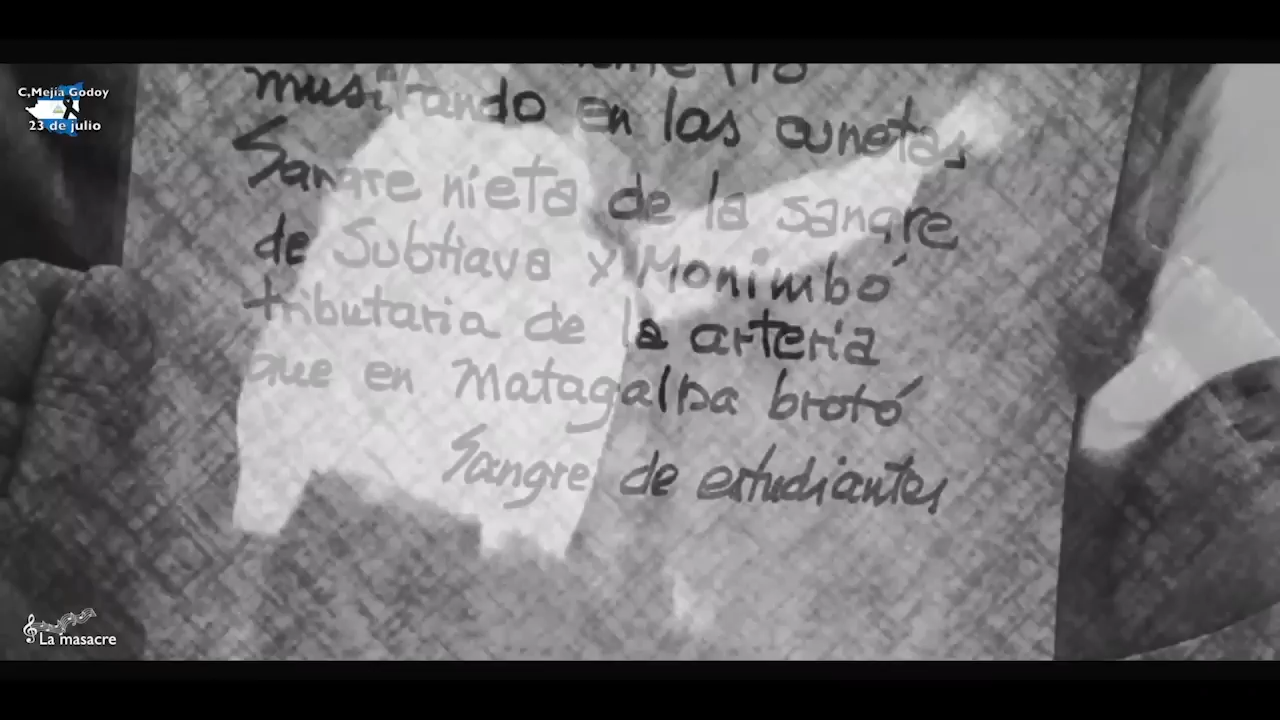 musitando en las cunetas
Sangre nieta de la sangre
de Subtiava y Monimbó
tributaria de la arteria
que en Matagalpa brotó
Sangre de estudiantes
C,Mejía Godoy
23 de julio
La masacre